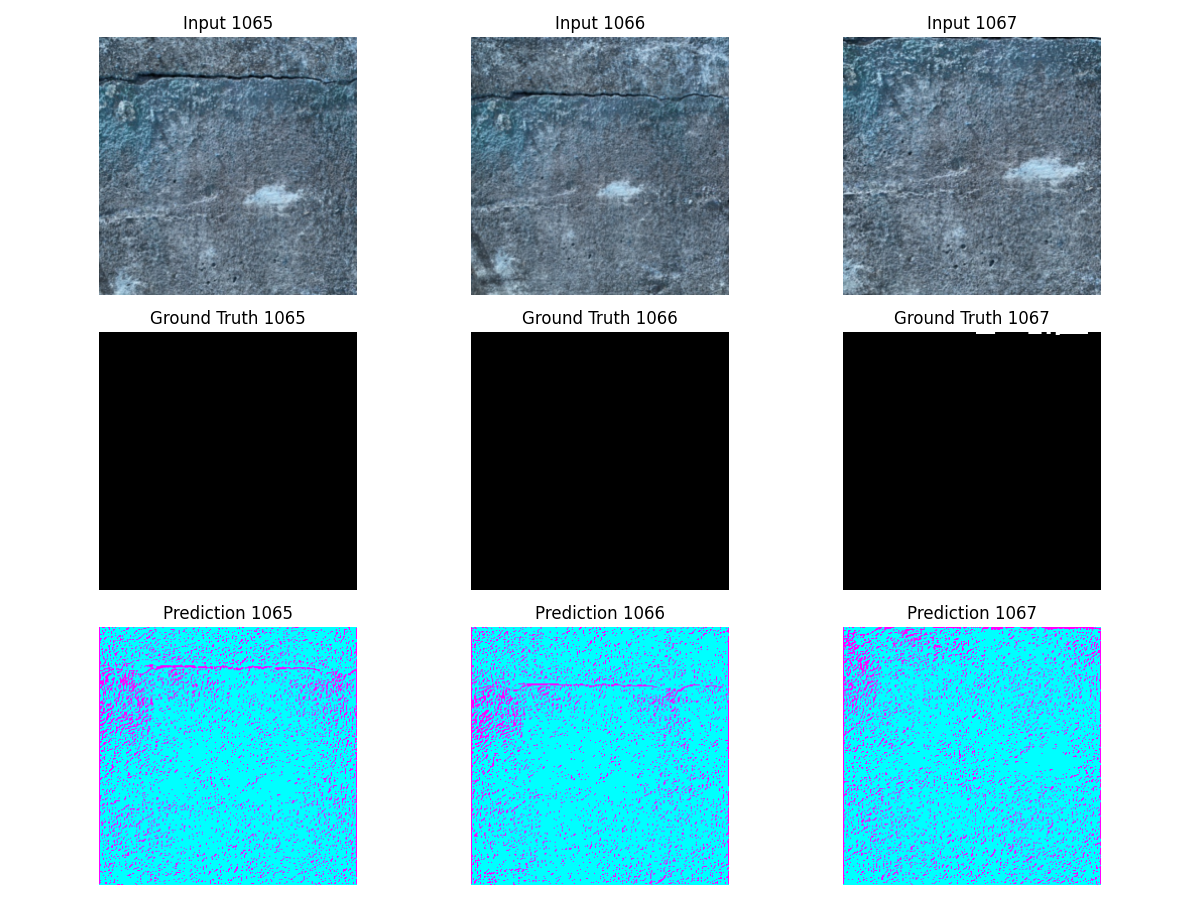 Input 1065
Input 1066
Input 1067
Ground Truth 1065
Ground Truth 1066
Ground Truth 1067
Prediction 1065
Prediction 1066
Prediction 1067